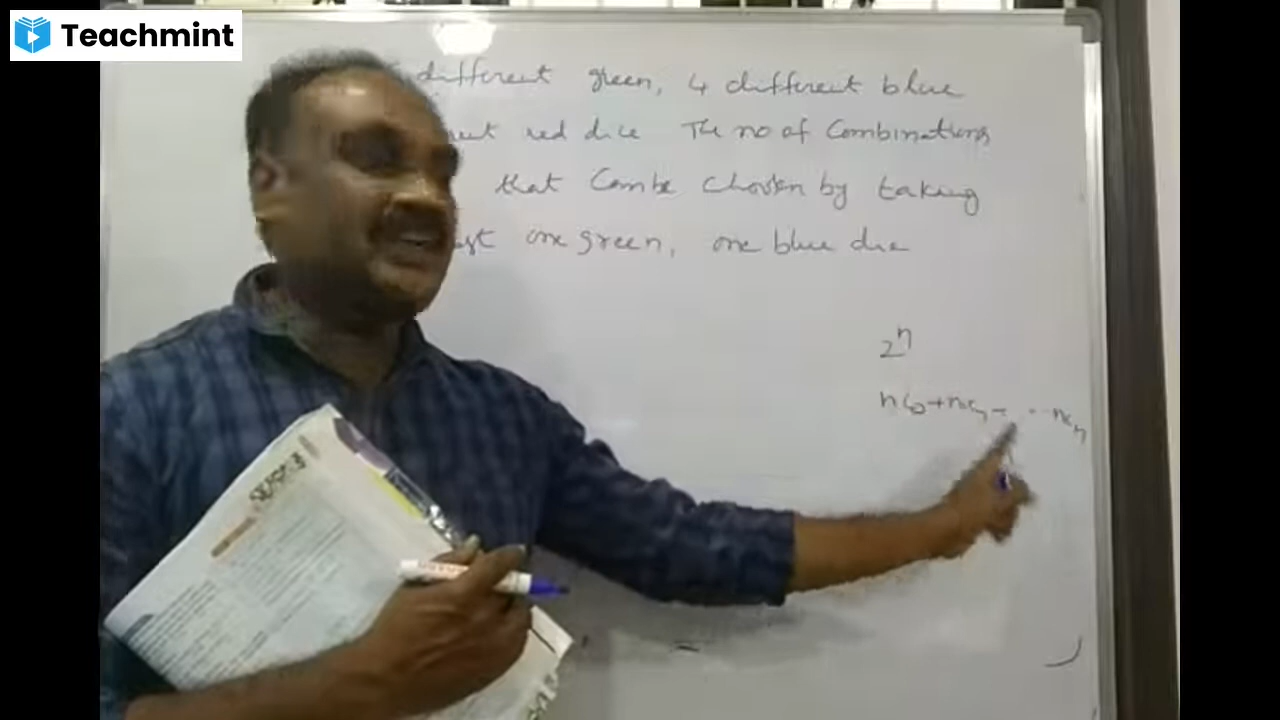 Teachmint
different green, 4 different blue
red dice The no of Combinations
that Can be chosen by taking
one green, one blue die
2ⁿ
nC₀+nC₁+ ... nCₙ